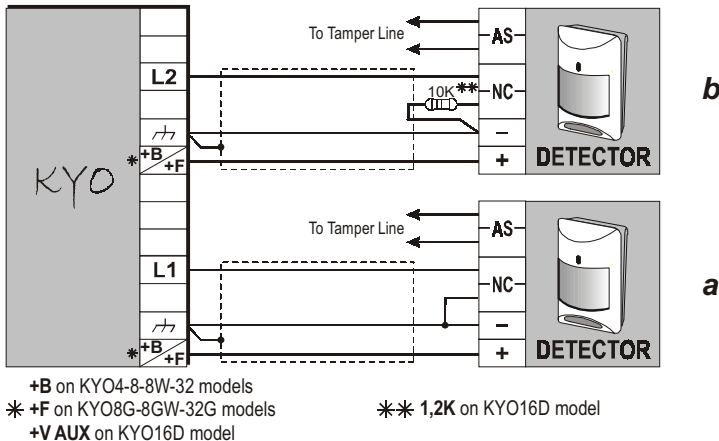 To Tamper Line
AS
L2
10K ** NC
b
–
* +B +F
+
DETECTOR
KYO
To Tamper Line
AS
L1
NC
a
–
* +B +F
+
DETECTOR
+B on KYO4-8-8W-32 models
* +F on KYO8G-8GW-32G models
** 1,2K on KYO16D model
+V AUX on KYO16D model